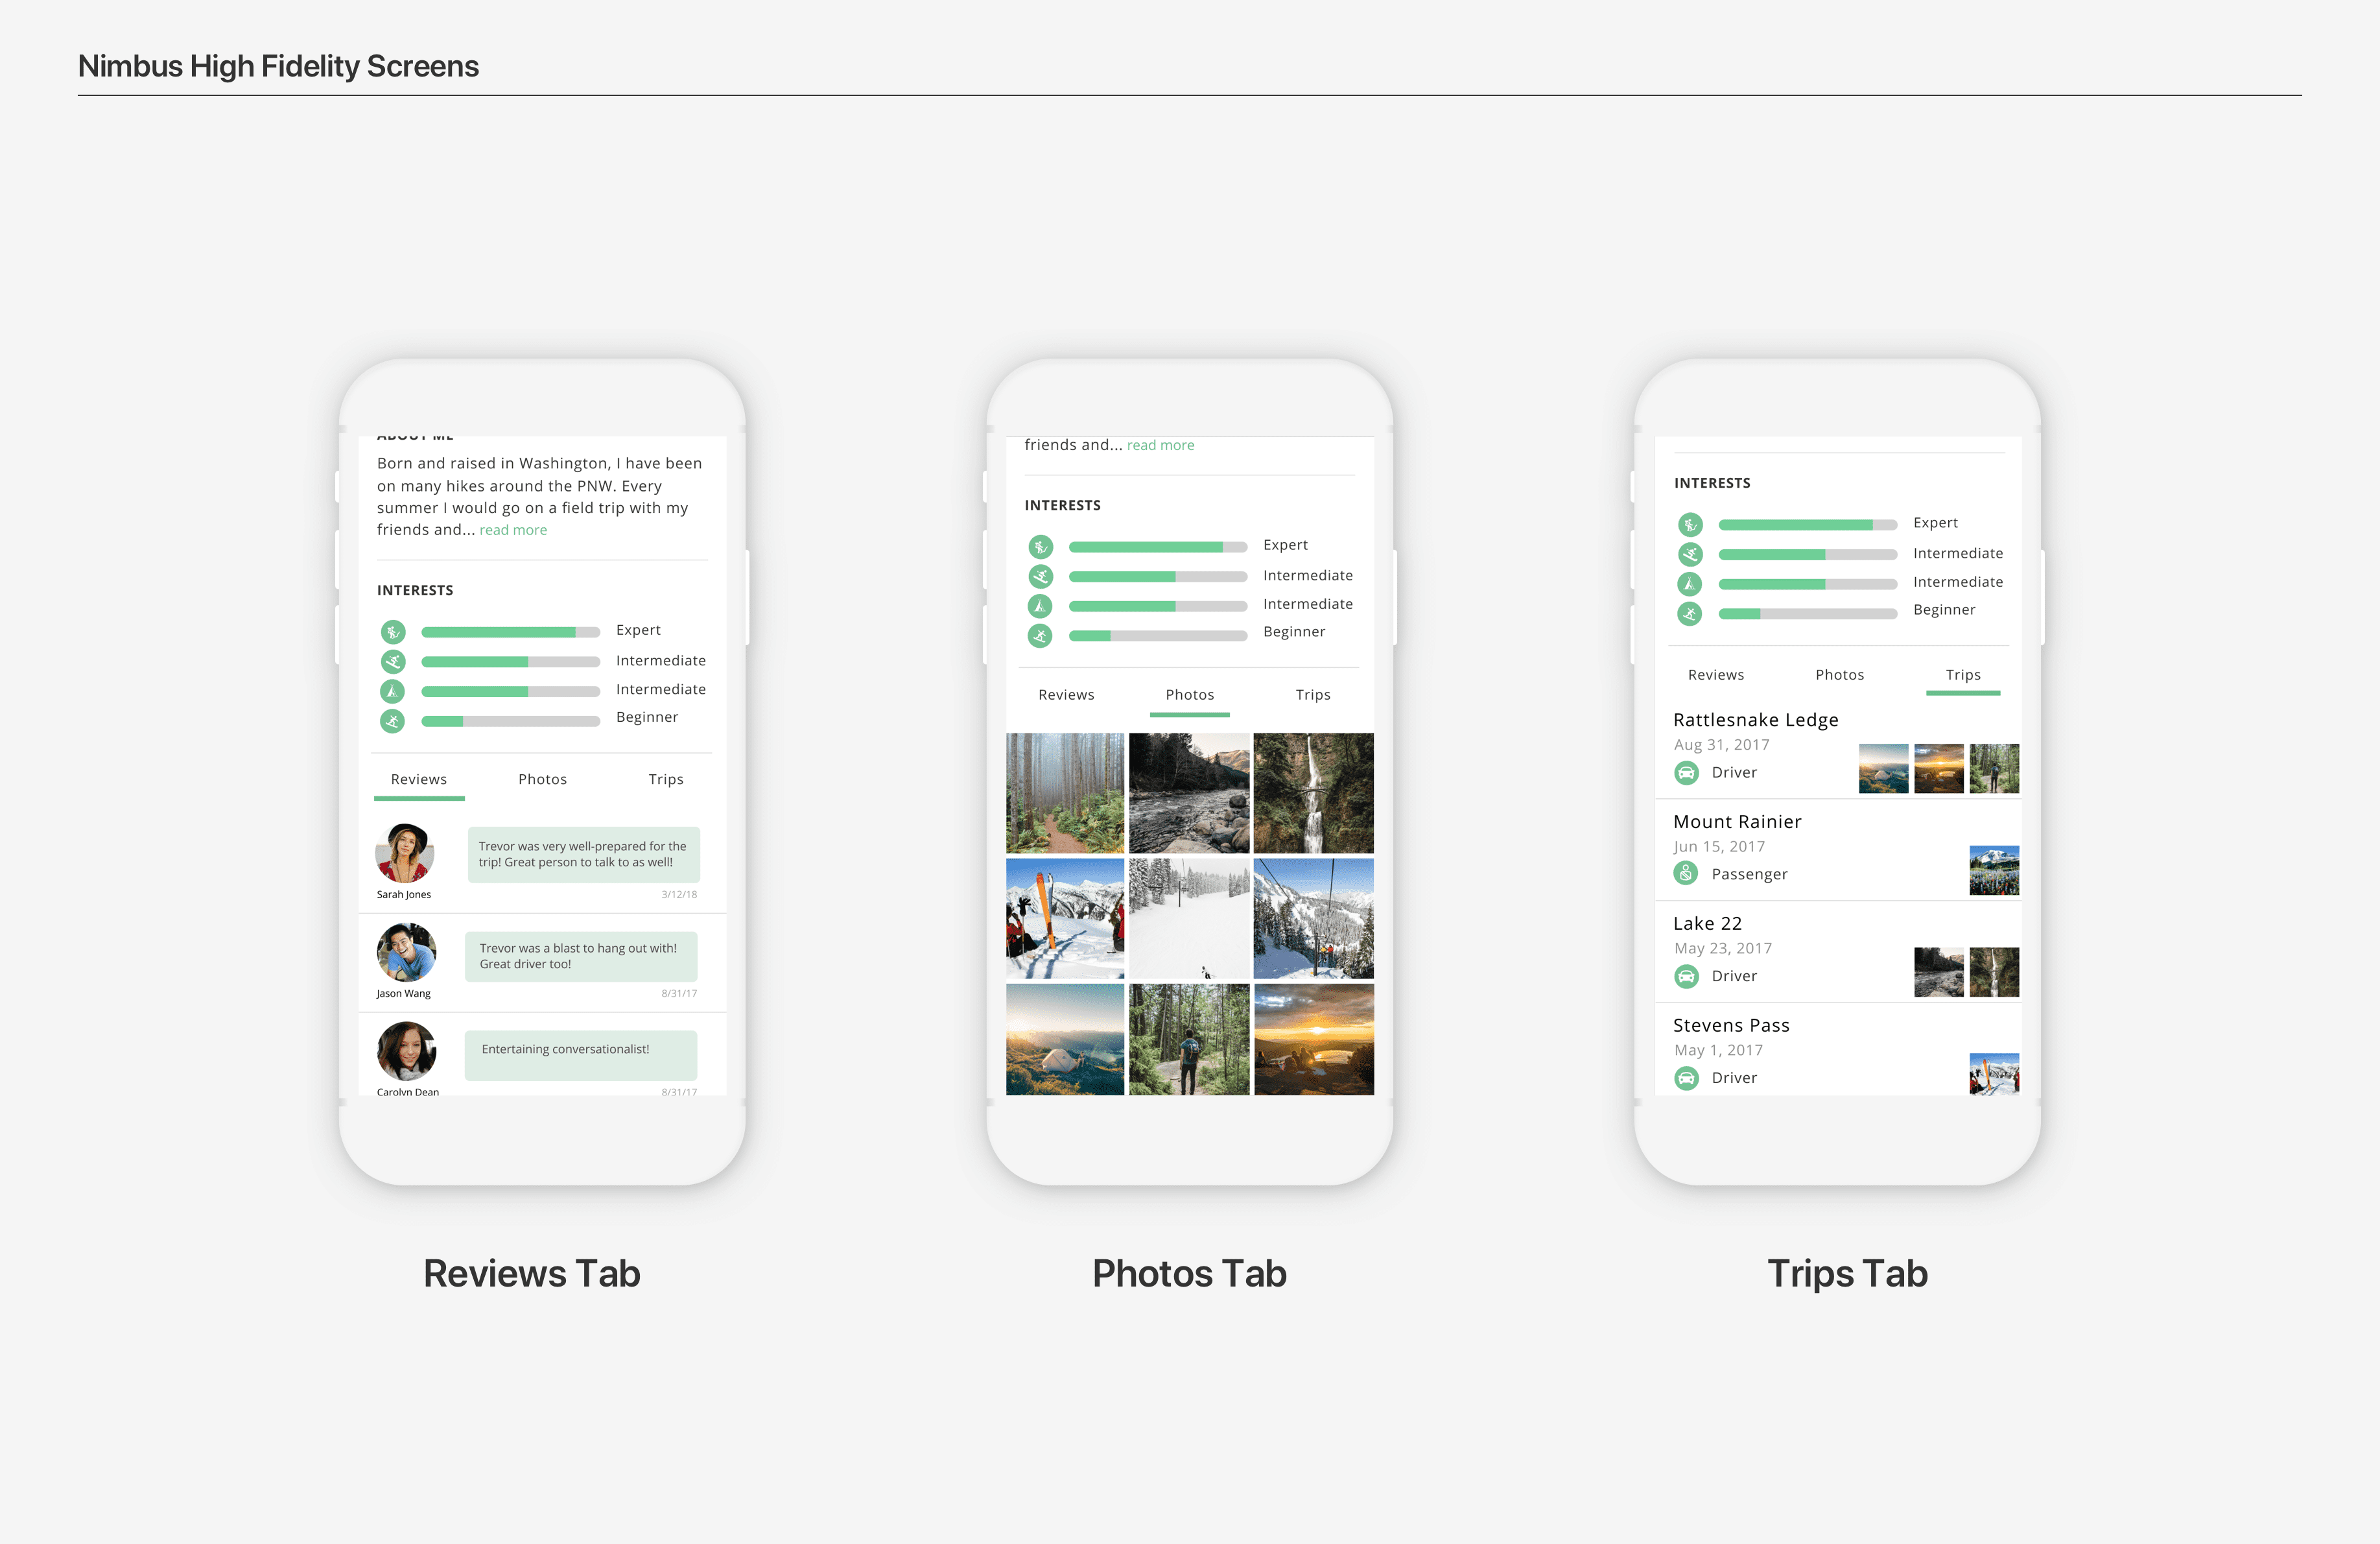 Nimbus High Fidelity Screens
ABOUT ME
Born and raised in Washington, I have been
on many hikes around the PNW. Every
summer I would go on a field trip with my
friends and... read more
INTERESTS
Expert
Intermediate
Intermediate
Beginner
Reviews Photos Trips
Trevor was very well-prepared for the
trip! Great person to talk to as well!
Sarah Jones
3/12/18
Trevor was a blast to hang out with!
Great driver too!
Jason Wang
8/31/17
Entertaining conversationalist!
Carolyn Dean
8/31/17
Reviews Tab
friends and... read more
INTERESTS
Expert
Intermediate
Intermediate
Beginner
Reviews Photos Trips
Photos Tab
INTERESTS
Expert
Intermediate
Intermediate
Beginner
Reviews Photos Trips
Rattlesnake Ledge
Aug 31, 2017
Driver
Mount Rainier
Jun 15, 2017
Passenger
Lake 22
May 23, 2017
Driver
Stevens Pass
May 1, 2017
Driver
Trips Tab